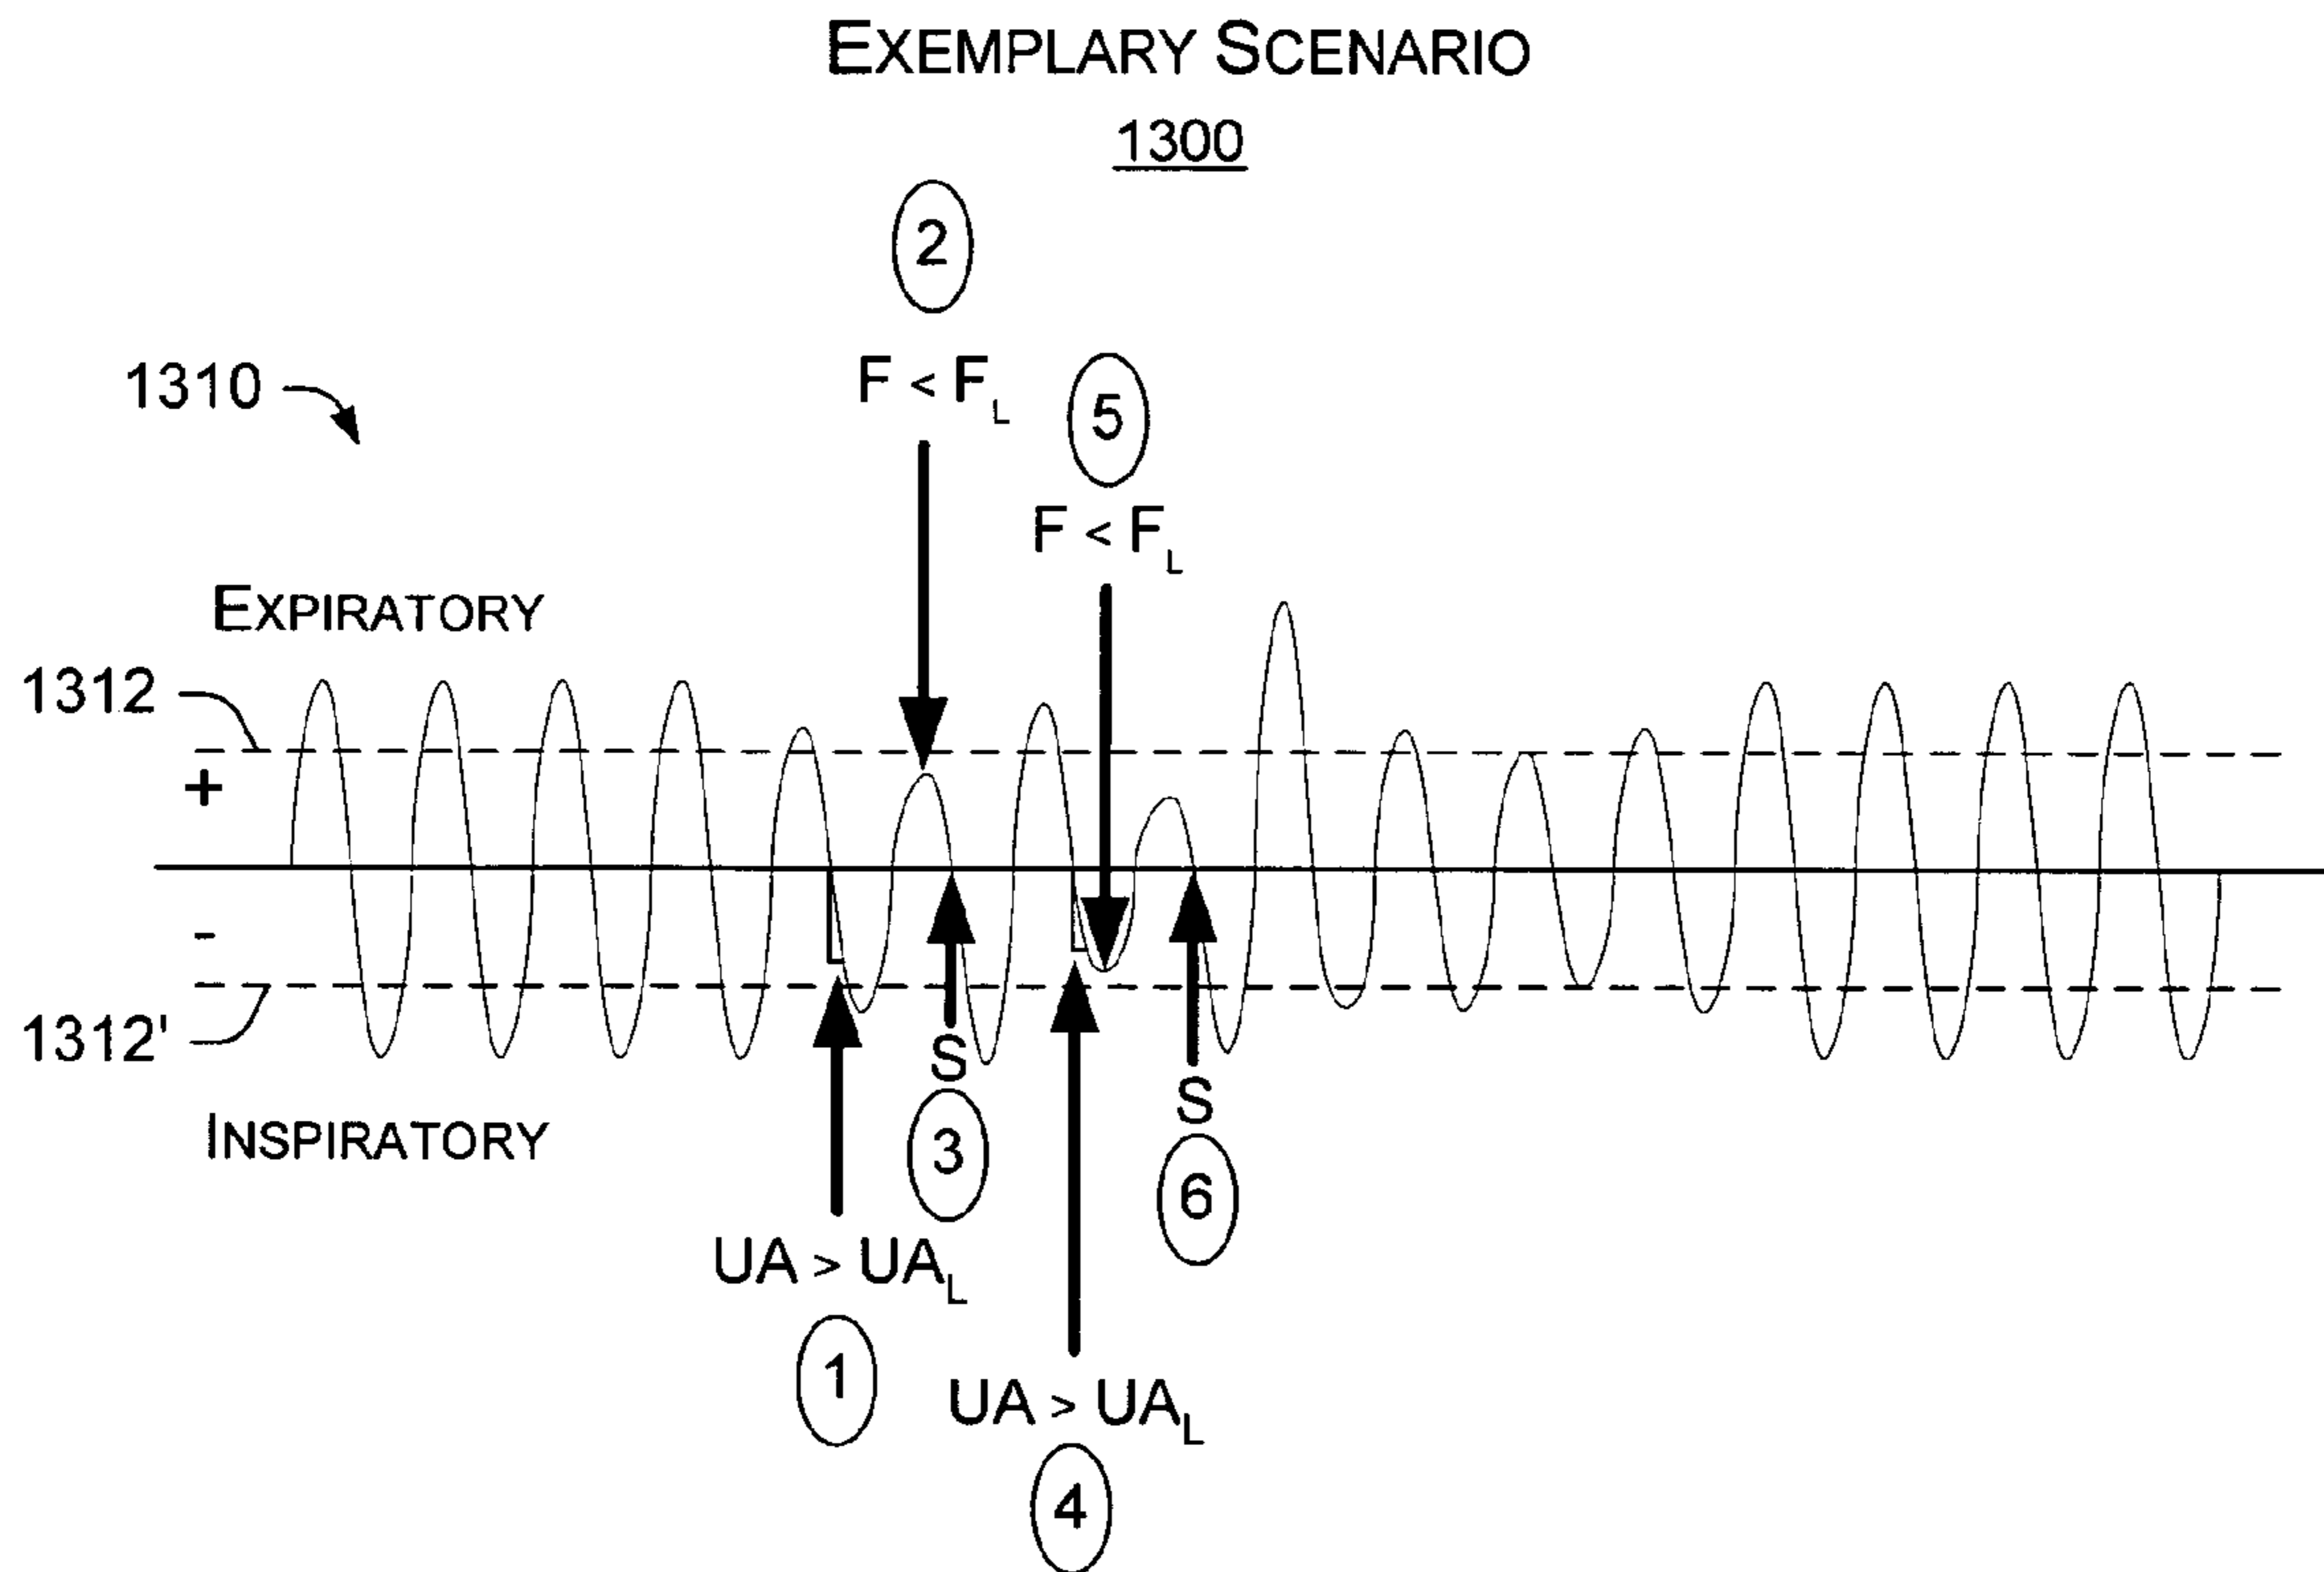 EXEMPLARY SCENARIO
1300
2
1310
F < FL
5
F < FL
EXPIRATORY
1312
+
-
1312'
S
INSPIRATORY
3
S
6
UA > UAL
1
UA > UAL
4